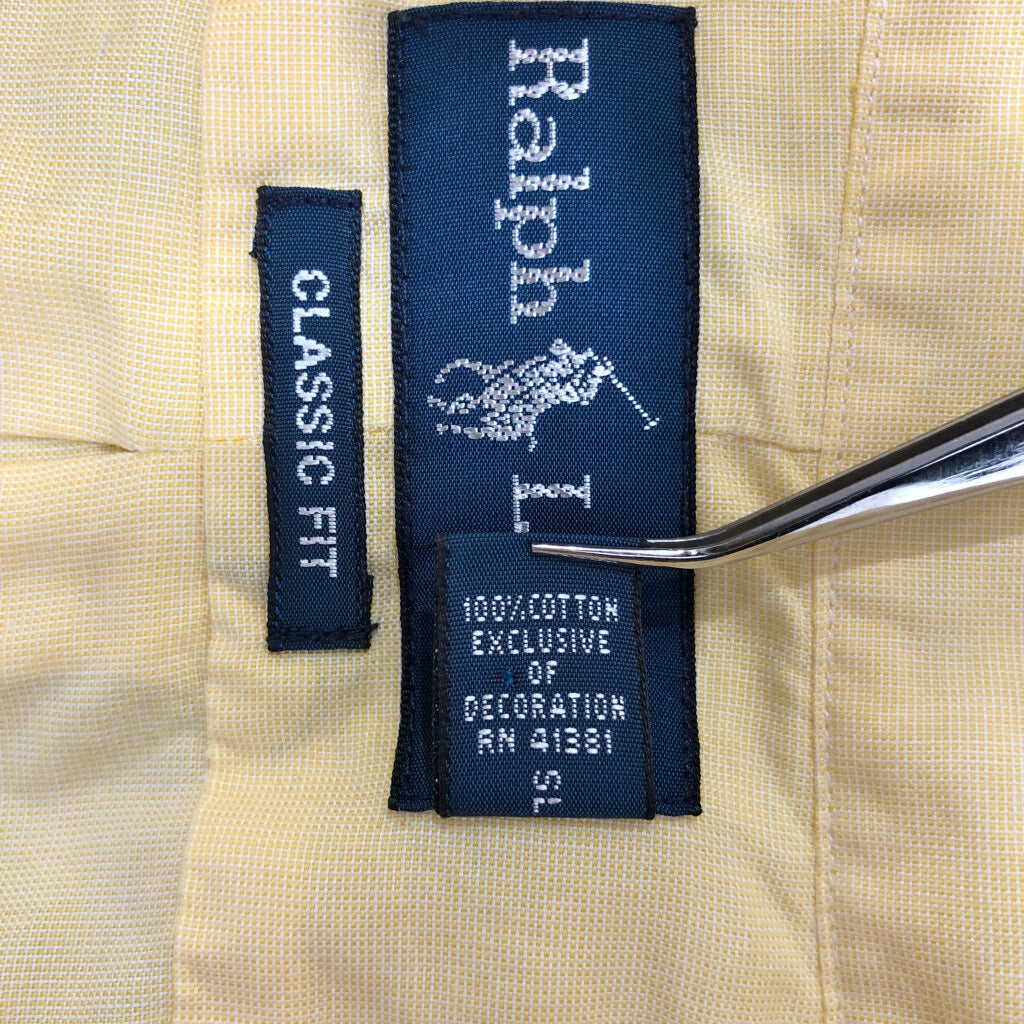 Ralph L
CLASSIC FIT
100% COTTON
EXCLUSIVE
OF
DECORATION
RN 41381